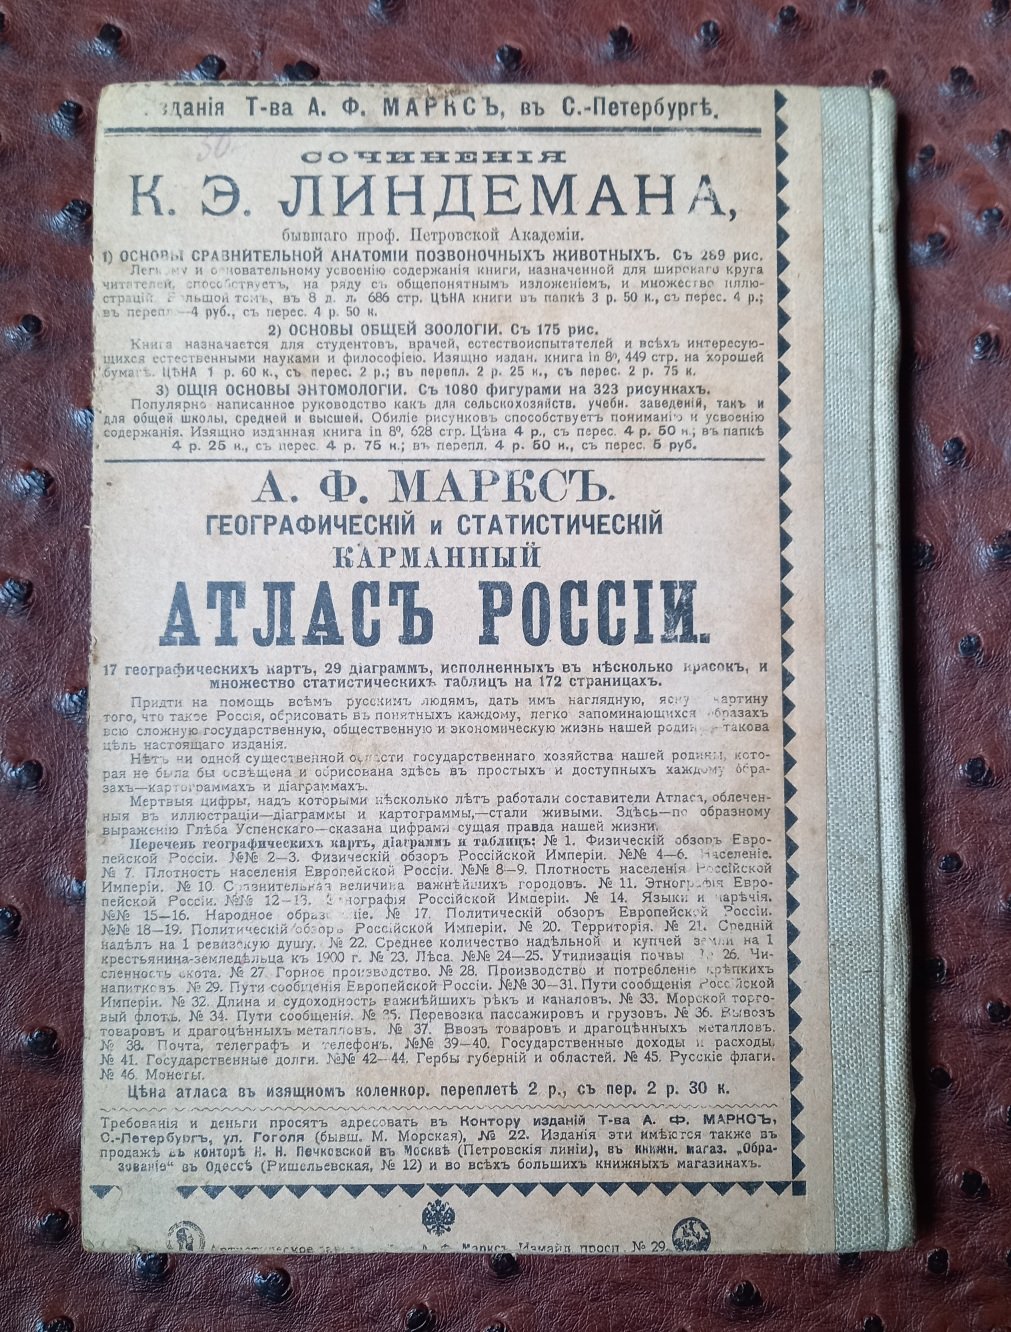 зданія Т-ва А. Ф. МАРКСЪ, въ С.-Петербургѣ.
30
СОЧИНЕНІЯ
К. Э. ЛИНДЕМАНА,
бывшаго проф. Петровской Академіи.
1) ОСНОВЫ СРАВНИТЕЛЬНОЙ АНАТОМІИ ПОЗВОНОЧНЫХЪ ЖИВОТНЫХЪ. Съ 289 рис.
Легкому и основательному усвоенію содержанія книги, назначенной для широкаго круга
читателей, способствуетъ, на ряду съ общепонятнымъ изложеніемъ, и множество иллю-
страцій. Большой томъ, въ 8 д. л. 686 стр. ЦѢНА книги въ папкѣ 3 р. 50 к., съ перес. 4 р.;
въ перепл.—4 руб., съ перес. 4 р. 50 к.
2) ОСНОВЫ ОБЩЕЙ ЗООЛОГІИ. Съ 175 рис.
Книга назначается для студентовъ, врачей, естествоиспытателей и всѣхъ интересую-
щихся естественными науками и философіею. Изящно издан. книга in 8º, 449 стр. на хорошей
бумагѣ. ЦѢНА 1 р. 60 к., съ перес. 2 р.; въ перепл. 2 р. 25 к., съ перес. 2 р. 75 к.
3) ОЩІЯ ОСНОВЫ ЭНТОМОЛОГІИ. Съ 1080 фигурами на 323 рисункахъ.
Популярно написанное руководство какъ для сельскохозяйств. учебн. заведеній, такъ и
для общей школы, средней и высшей. Обиліе рисунковъ способствуетъ пониманію и усвоенію
содержанія. Изящно изданная книга in 8º, 628 стр. Цѣна 4 р., съ перес. 4 р. 50 к.; въ папкѣ
4 р. 25 к., съ перес. 4 р. 75 к.; въ перепл. 4 р. 50 к., съ перес. 5 руб.
А. Ф. МАРКСЪ.
ГЕОГРАФИЧЕСКІЙ и СТАТИСТИЧЕСКІЙ
КАРМАННЫЙ
АТЛАСЪ РОССІИ.
17 географическихъ картъ, 29 діаграммъ, исполненныхъ въ нѣсколько красокъ, и
множество статистическихъ таблицъ на 172 страницахъ.
Придти на помощь всѣмъ русскимъ людямъ, дать имъ наглядную, ясную картину
того, что такое Россія, обрисовать въ понятныхъ каждому, легко запоминающихся образахъ
всю сложную государственную, общественную и экономическую жизнь нашей родины—такова
цѣль настоящаго изданія.
Нѣтъ ни одной существенной области государственнаго хозяйства нашей родины, кото-
рая не была бы освѣщена и обрисована здѣсь въ простыхъ и доступныхъ каждому обра-
захъ—картограммахъ и діаграммахъ.
Мертвыя цифры, надъ которыми нѣсколько лѣтъ работали составители Атласа, облечен-
ныя въ иллюстраціи—діаграммы и картограммы,—стали живыми. Здѣсь—по образному
выраженію Глѣба Успенскаго—сказана цифрами сущая правда нашей жизни.
Перечень географическихъ картъ, діаграммъ и таблицъ: № 1. Физическій обзоръ Евро-
пейской Россіи. №№ 2—3. Физическій обзоръ Россійской Имперіи. №№ 4—6. Населеніе.
№ 7. Плотность населенія Европейской Россіи. №№ 8—9. Плотность населенія Россійской
Имперіи. № 10. Сравнительная величина важнѣйшихъ городовъ. № 11. Этнографія Евро-
пейской Россіи. №№ 12—13. Этнографія Россійской Имперіи. № 14. Языки и нарѣчія.
№№ 15—16. Народное образованіе. № 17. Политическій обзоръ Европейской Россіи.
№№ 18—19. Политическій обзоръ Россійской Имперіи. № 20. Территорія. № 21. Средній
надѣлъ на 1 ревизскую душу. № 22. Среднее количество надѣльной и купчей земли на 1
крестьянина-земледѣльца къ 1900 г. № 23. Лѣса. №№ 24—25. Утилизація почвы. № 26. Чи-
сленность скота. № 27. Горное производство. № 28. Производство и потребленіе крѣпкихъ
напитковъ. № 29. Пути сообщенія Европейской Россіи. №№ 30—31. Пути сообщенія Россійской
Имперіи. № 32. Длина и судоходность важнѣйшихъ рѣкъ и каналовъ. № 33. Морской торго-
вый флотъ. № 34. Пути сообщенія. № 35. Перевозка пассажировъ и грузовъ. № 36. Вывозъ
товаровъ и драгоцѣнныхъ металловъ. № 37. Ввозъ товаровъ и драгоцѣнныхъ металловъ.
№ 38. Почта, телеграфъ и телефонъ. №№ 39—40. Государственные доходы и расходы.
№ 41. Государственные долги. №№ 42—44. Гербы губерній и областей. № 45. Русскіе флаги.
№ 46. Монеты.
Цѣна атласа въ изящномъ коленкор. переплетѣ 2 р., съ пер. 2 р. 30 к.
Требованія и деньги просятъ адресовать въ Контору изданій Т-ва А. Ф. МАРКСЪ,
С.-Петербургъ, ул. Гоголя (бывш. М. Морская), № 22. Изданія эти имѣются также въ
продажѣ въ конторѣ Н. Н. Печковской въ Москвѣ (Петровскія линіи), въ книжн. магаз. „Обра-
зованіе“ въ Одессѣ (Ришельевская, № 12) и во всѣхъ большихъ книжныхъ магазинахъ.
Артистическое А. Ф. Марксъ, Измайл. просп. № 29.